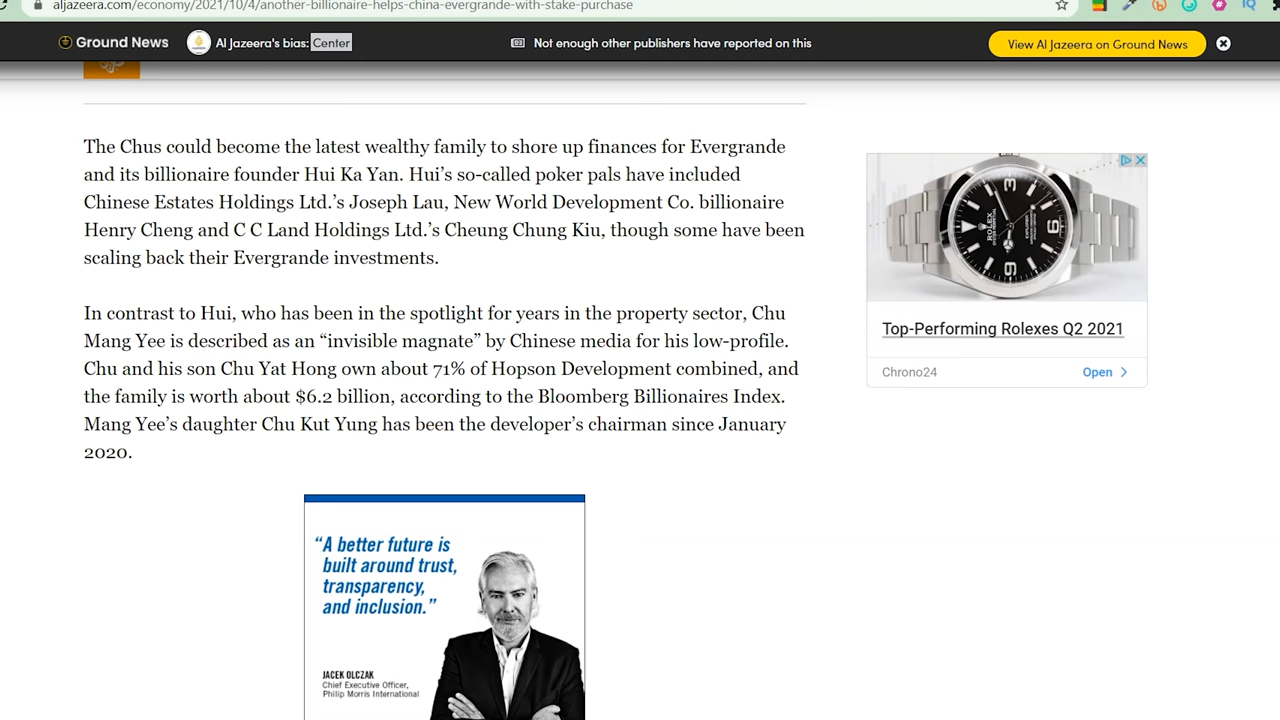 aljazeera.com/economy/2021/10/4/another-billionaire-helps-china-evergrande-with-stake-purchase
Ground News
Al Jazeera's bias: Center
Not enough other publishers have reported on this
View Al Jazeera on Ground News
The Chus could become the latest wealthy family to shore up finances for Evergrande
and its billionaire founder Hui Ka Yan. Hui’s so-called poker pals have included
Chinese Estates Holdings Ltd.’s Joseph Lau, New World Development Co. billionaire
Henry Cheng and C C Land Holdings Ltd.’s Cheung Chung Kiu, though some have been
scaling back their Evergrande investments.
In contrast to Hui, who has been in the spotlight for years in the property sector, Chu
Mang Yee is described as an “invisible magnate” by Chinese media for his low-profile.
Chu and his son Chu Yat Hong own about 71% of Hopson Development combined, and
the family is worth about $6.2 billion, according to the Bloomberg Billionaires Index.
Mang Yee’s daughter Chu Kut Yung has been the developer’s chairman since January
2020.
ROLEX
3
6
9
Top-Performing Rolexes Q2 2021
Chrono24
Open
“A better future is
built around trust,
transparency,
and inclusion.”
JACEK OLCZAK
Chief Executive Officer,
Philip Morris International